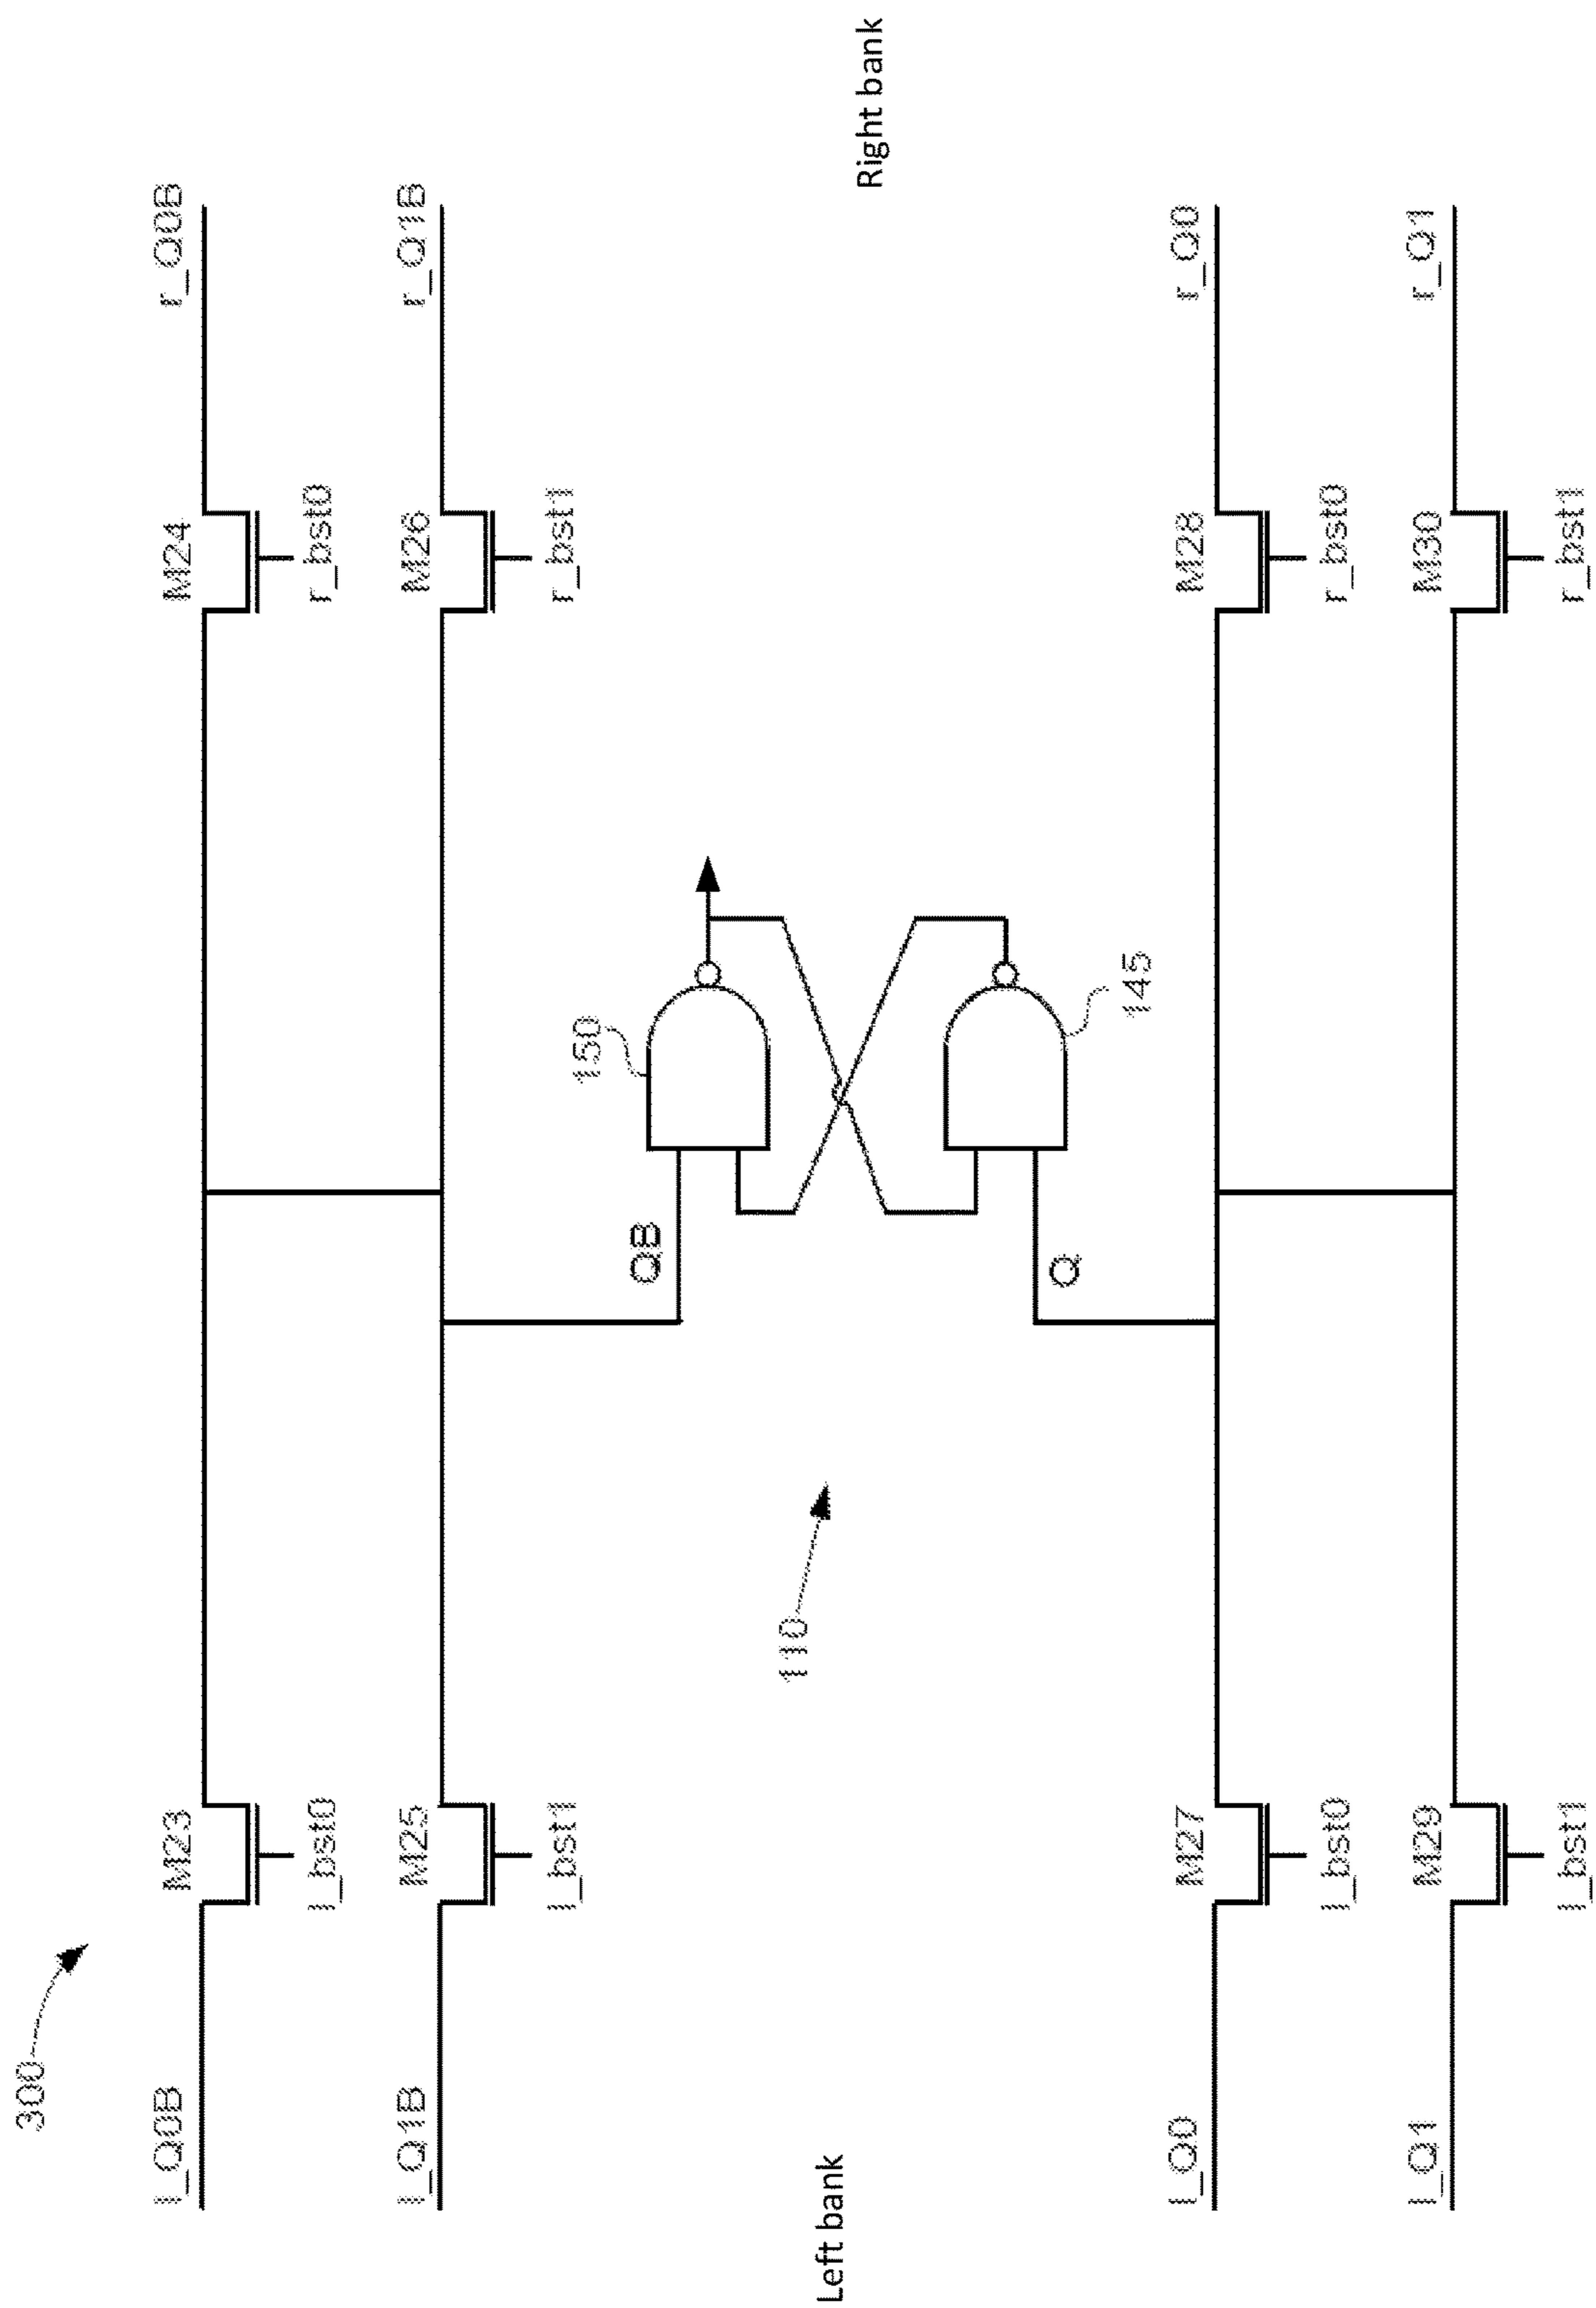 300
l_Q0B
M23
l_bst0
M24
r_bst0
r_Q0B
l_Q1B
M25
l_bst1
M26
r_bst1
r_Q1B
QB
150
Left bank
110
Right bank
Q
145
l_Q0
M27
l_bst0
M28
r_bst0
r_Q0
l_Q1
M29
l_bst1
M30
r_bst1
r_Q1